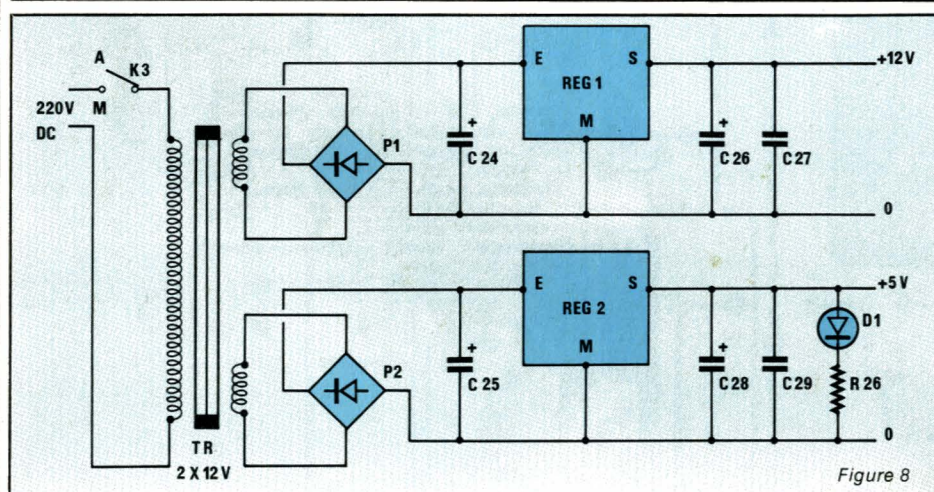 A
K3
220V
M
DC
TR
2 X 12V
P1
C 24
E
REG 1
S
M
C 26
C 27
+12V
0
P2
C 25
E
REG 2
S
M
C 28
C 29
+5V
D1
R 26
0
Figure 8